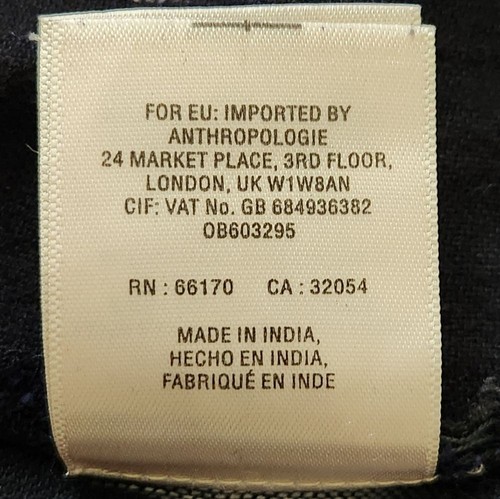 FOR EU: IMPORTED BY
ANTHROPOLOGIE
24 MARKET PLACE, 3RD FLOOR,
LONDON, UK W1W8AN
CIF: VAT No. GB 684936382
OB603295
RN : 66170 CA : 32054
MADE IN INDIA,
HECHO EN INDIA,
FABRIQUÉ EN INDE